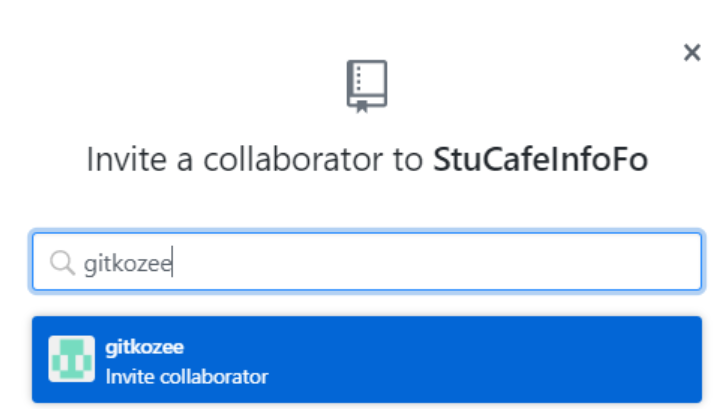 Invite a collaborator to StuCafeInfoFo
gitkozee
gitkozee
Invite collaborator